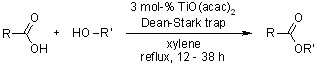 3 mol-% TiO(acac)₂
Dean-Stark trap
R O OH + HO-R' R O O R'
xylene
reflux, 12 - 38 h